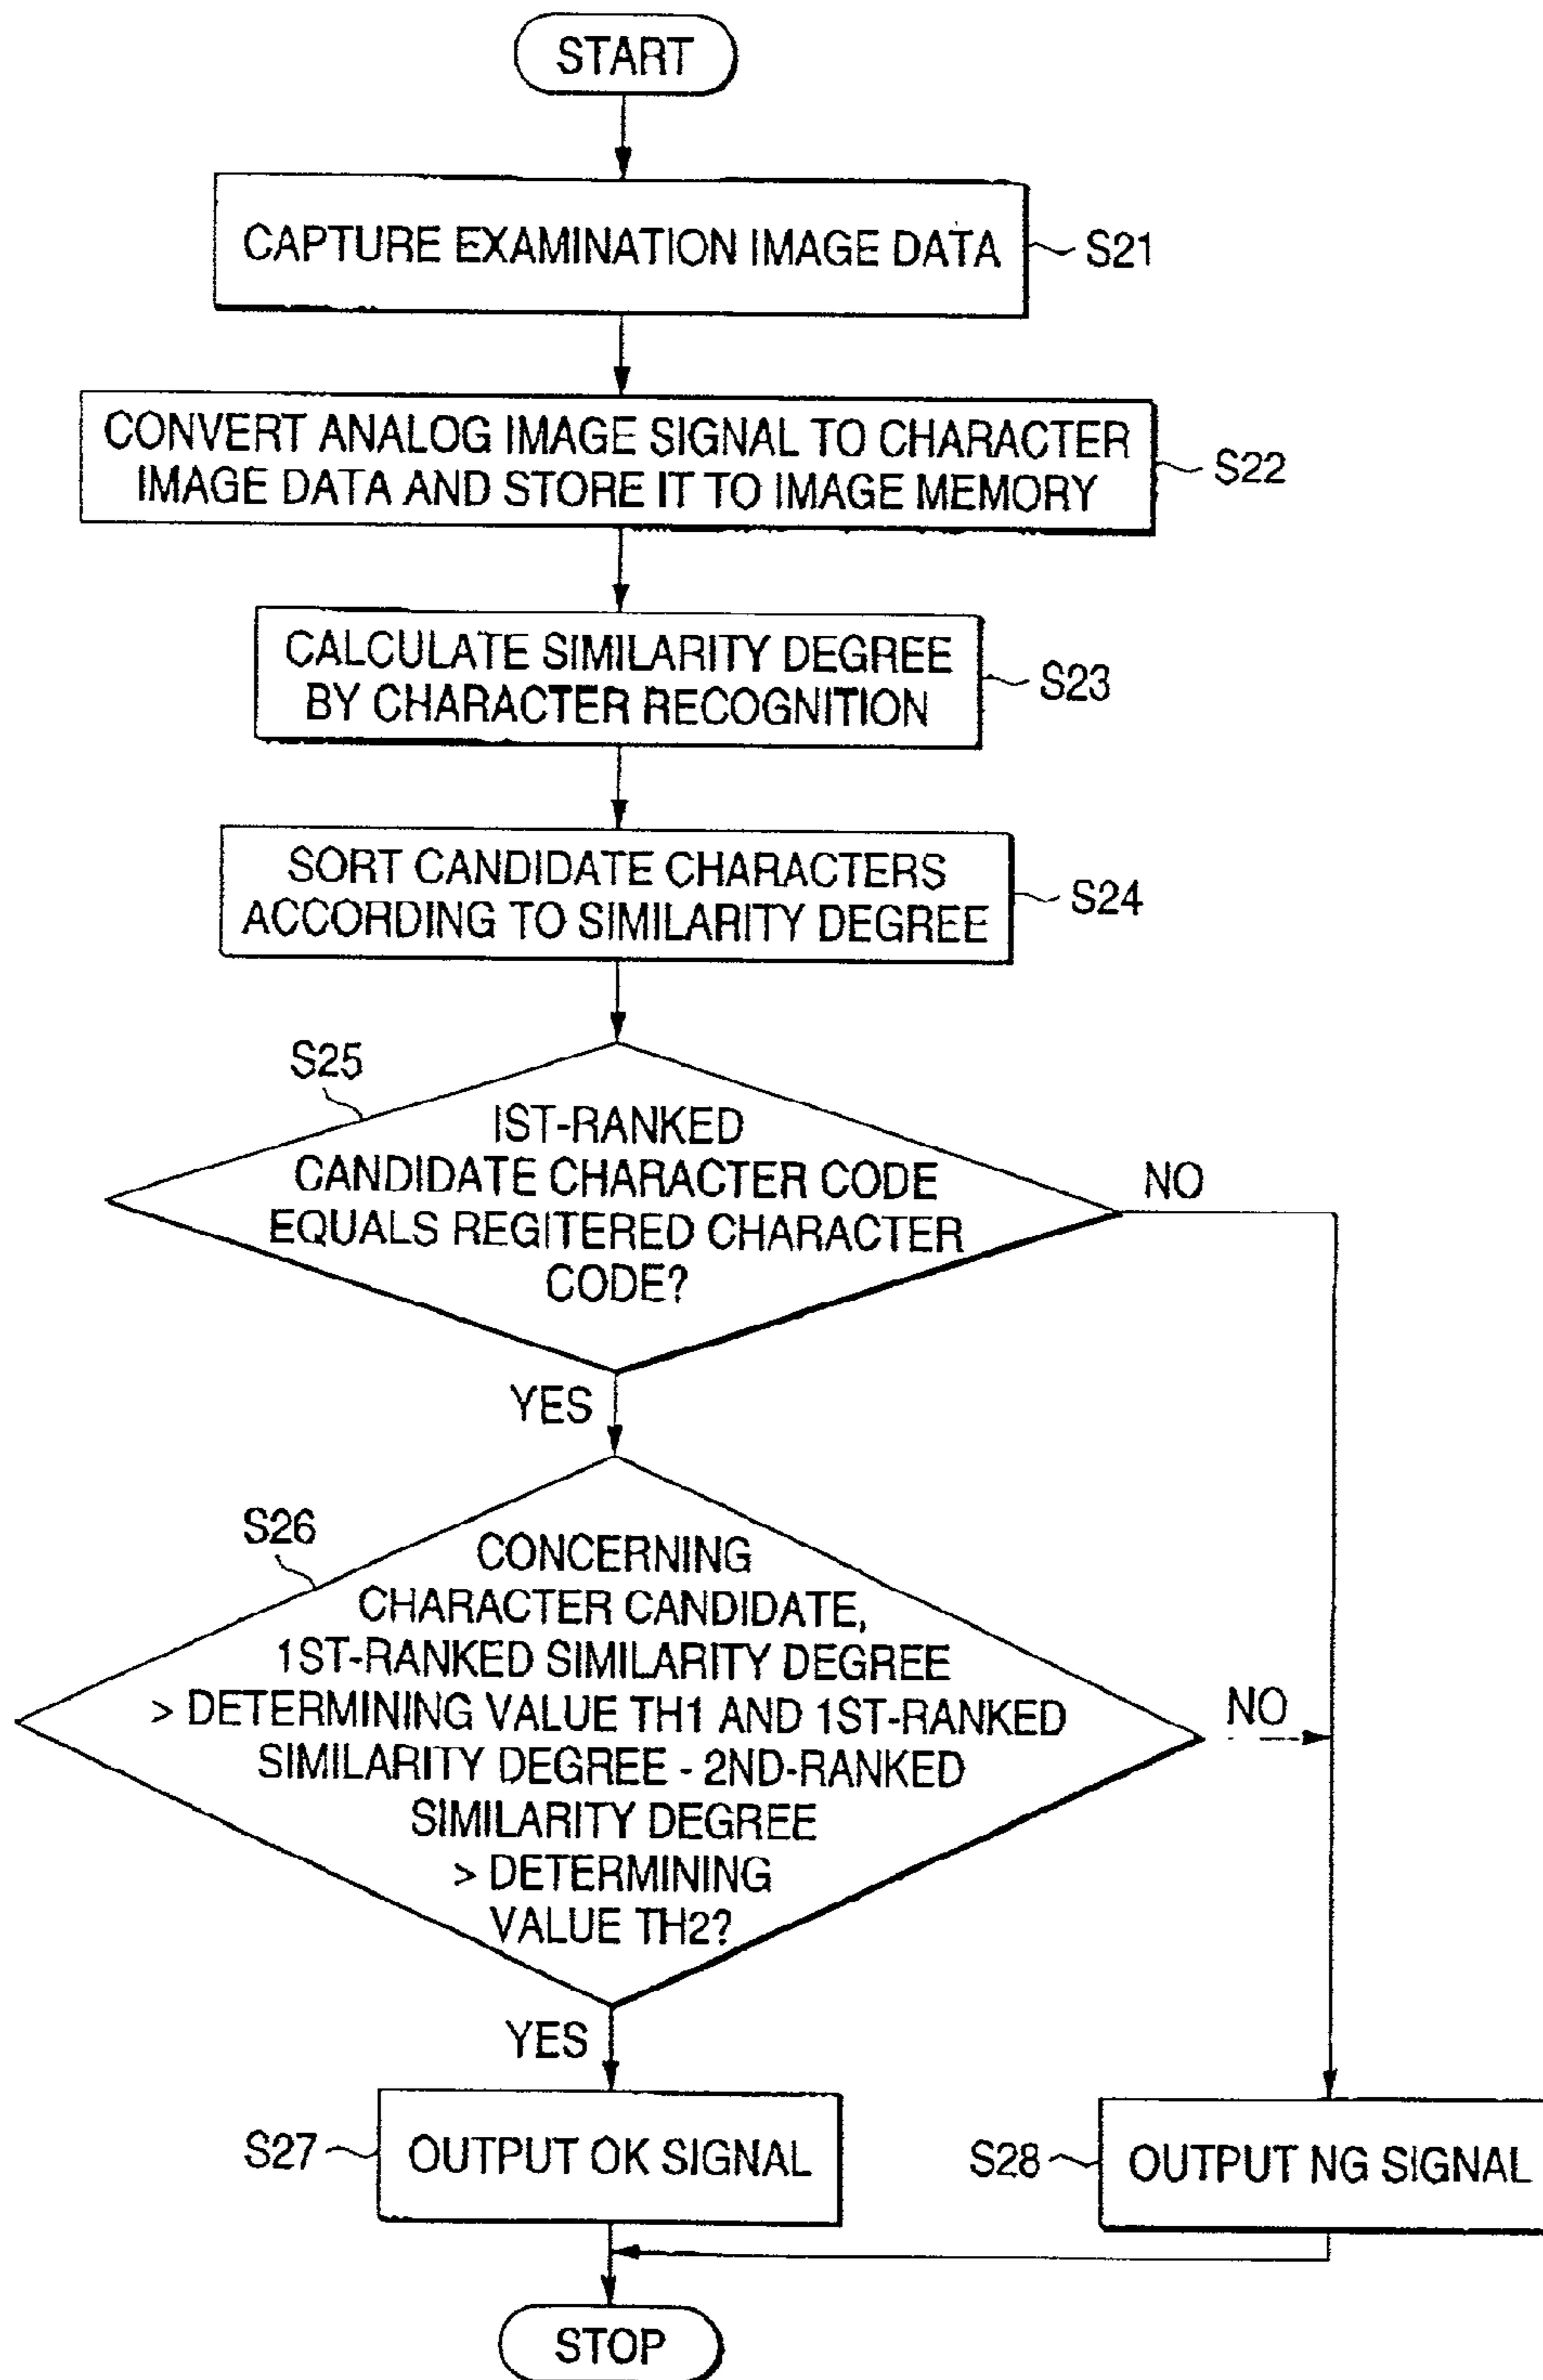 START
CAPTURE EXAMINATION IMAGE DATA
S21
CONVERT ANALOG IMAGE SIGNAL TO CHARACTER
IMAGE DATA AND STORE IT TO IMAGE MEMORY
S22
CALCULATE SIMILARITY DEGREE
BY CHARACTER RECOGNITION
S23
SORT CANDIDATE CHARACTERS
ACCORDING TO SIMILARITY DEGREE
S24
S25
IST-RANKED
CANDIDATE CHARACTER CODE
EQUALS REGITERED CHARACTER
CODE?
NO
YES
S26
CONCERNING
CHARACTER CANDIDATE,
1ST-RANKED SIMILARITY DEGREE
> DETERMINING VALUE TH1 AND 1ST-RANKED
SIMILARITY DEGREE - 2ND-RANKED
SIMILARITY DEGREE
> DETERMINING
VALUE TH2?
NO
YES
S27
OUTPUT OK SIGNAL
S28
OUTPUT NG SIGNAL
STOP